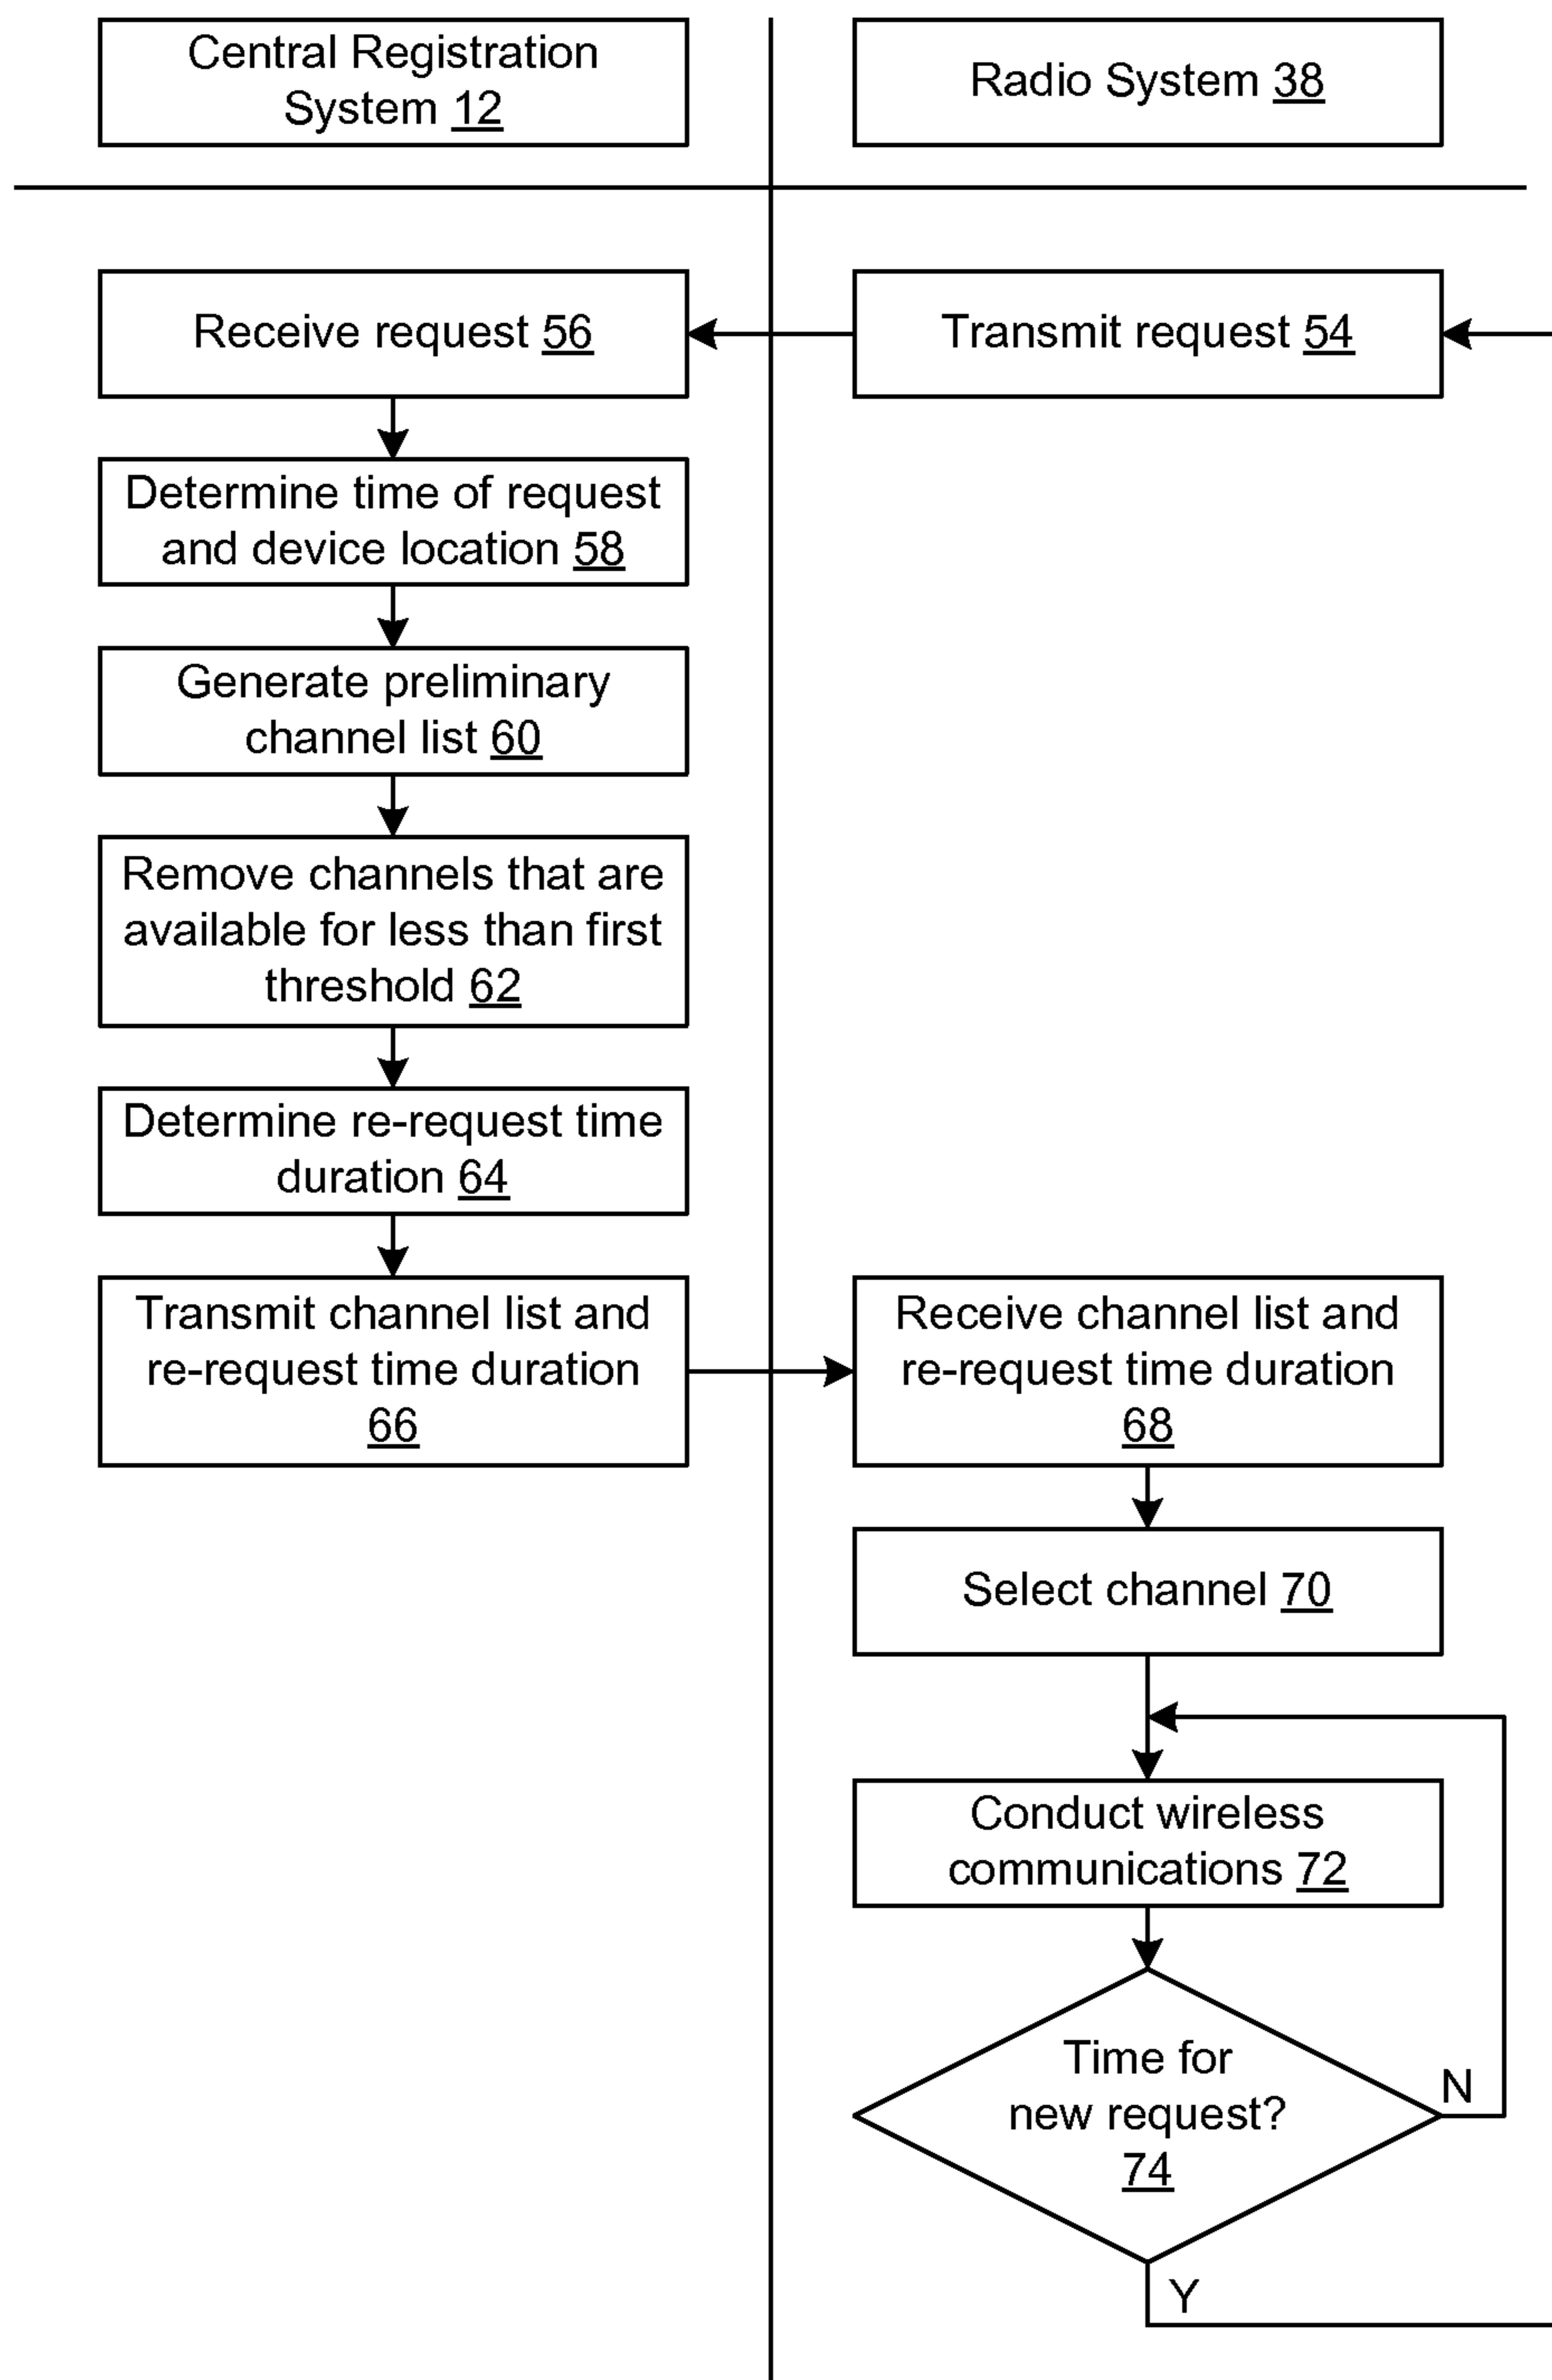 Central Registration
System 12
Radio System 38
Receive request 56
Transmit request 54
Determine time of request
and device location 58
Generate preliminary
channel list 60
Remove channels that are
available for less than first
threshold 62
Determine re-request time
duration 64
Transmit channel list and
re-request time duration
66
Receive channel list and
re-request time duration
68
Select channel 70
Conduct wireless
communications 72
Time for
new request?
74
N
Y